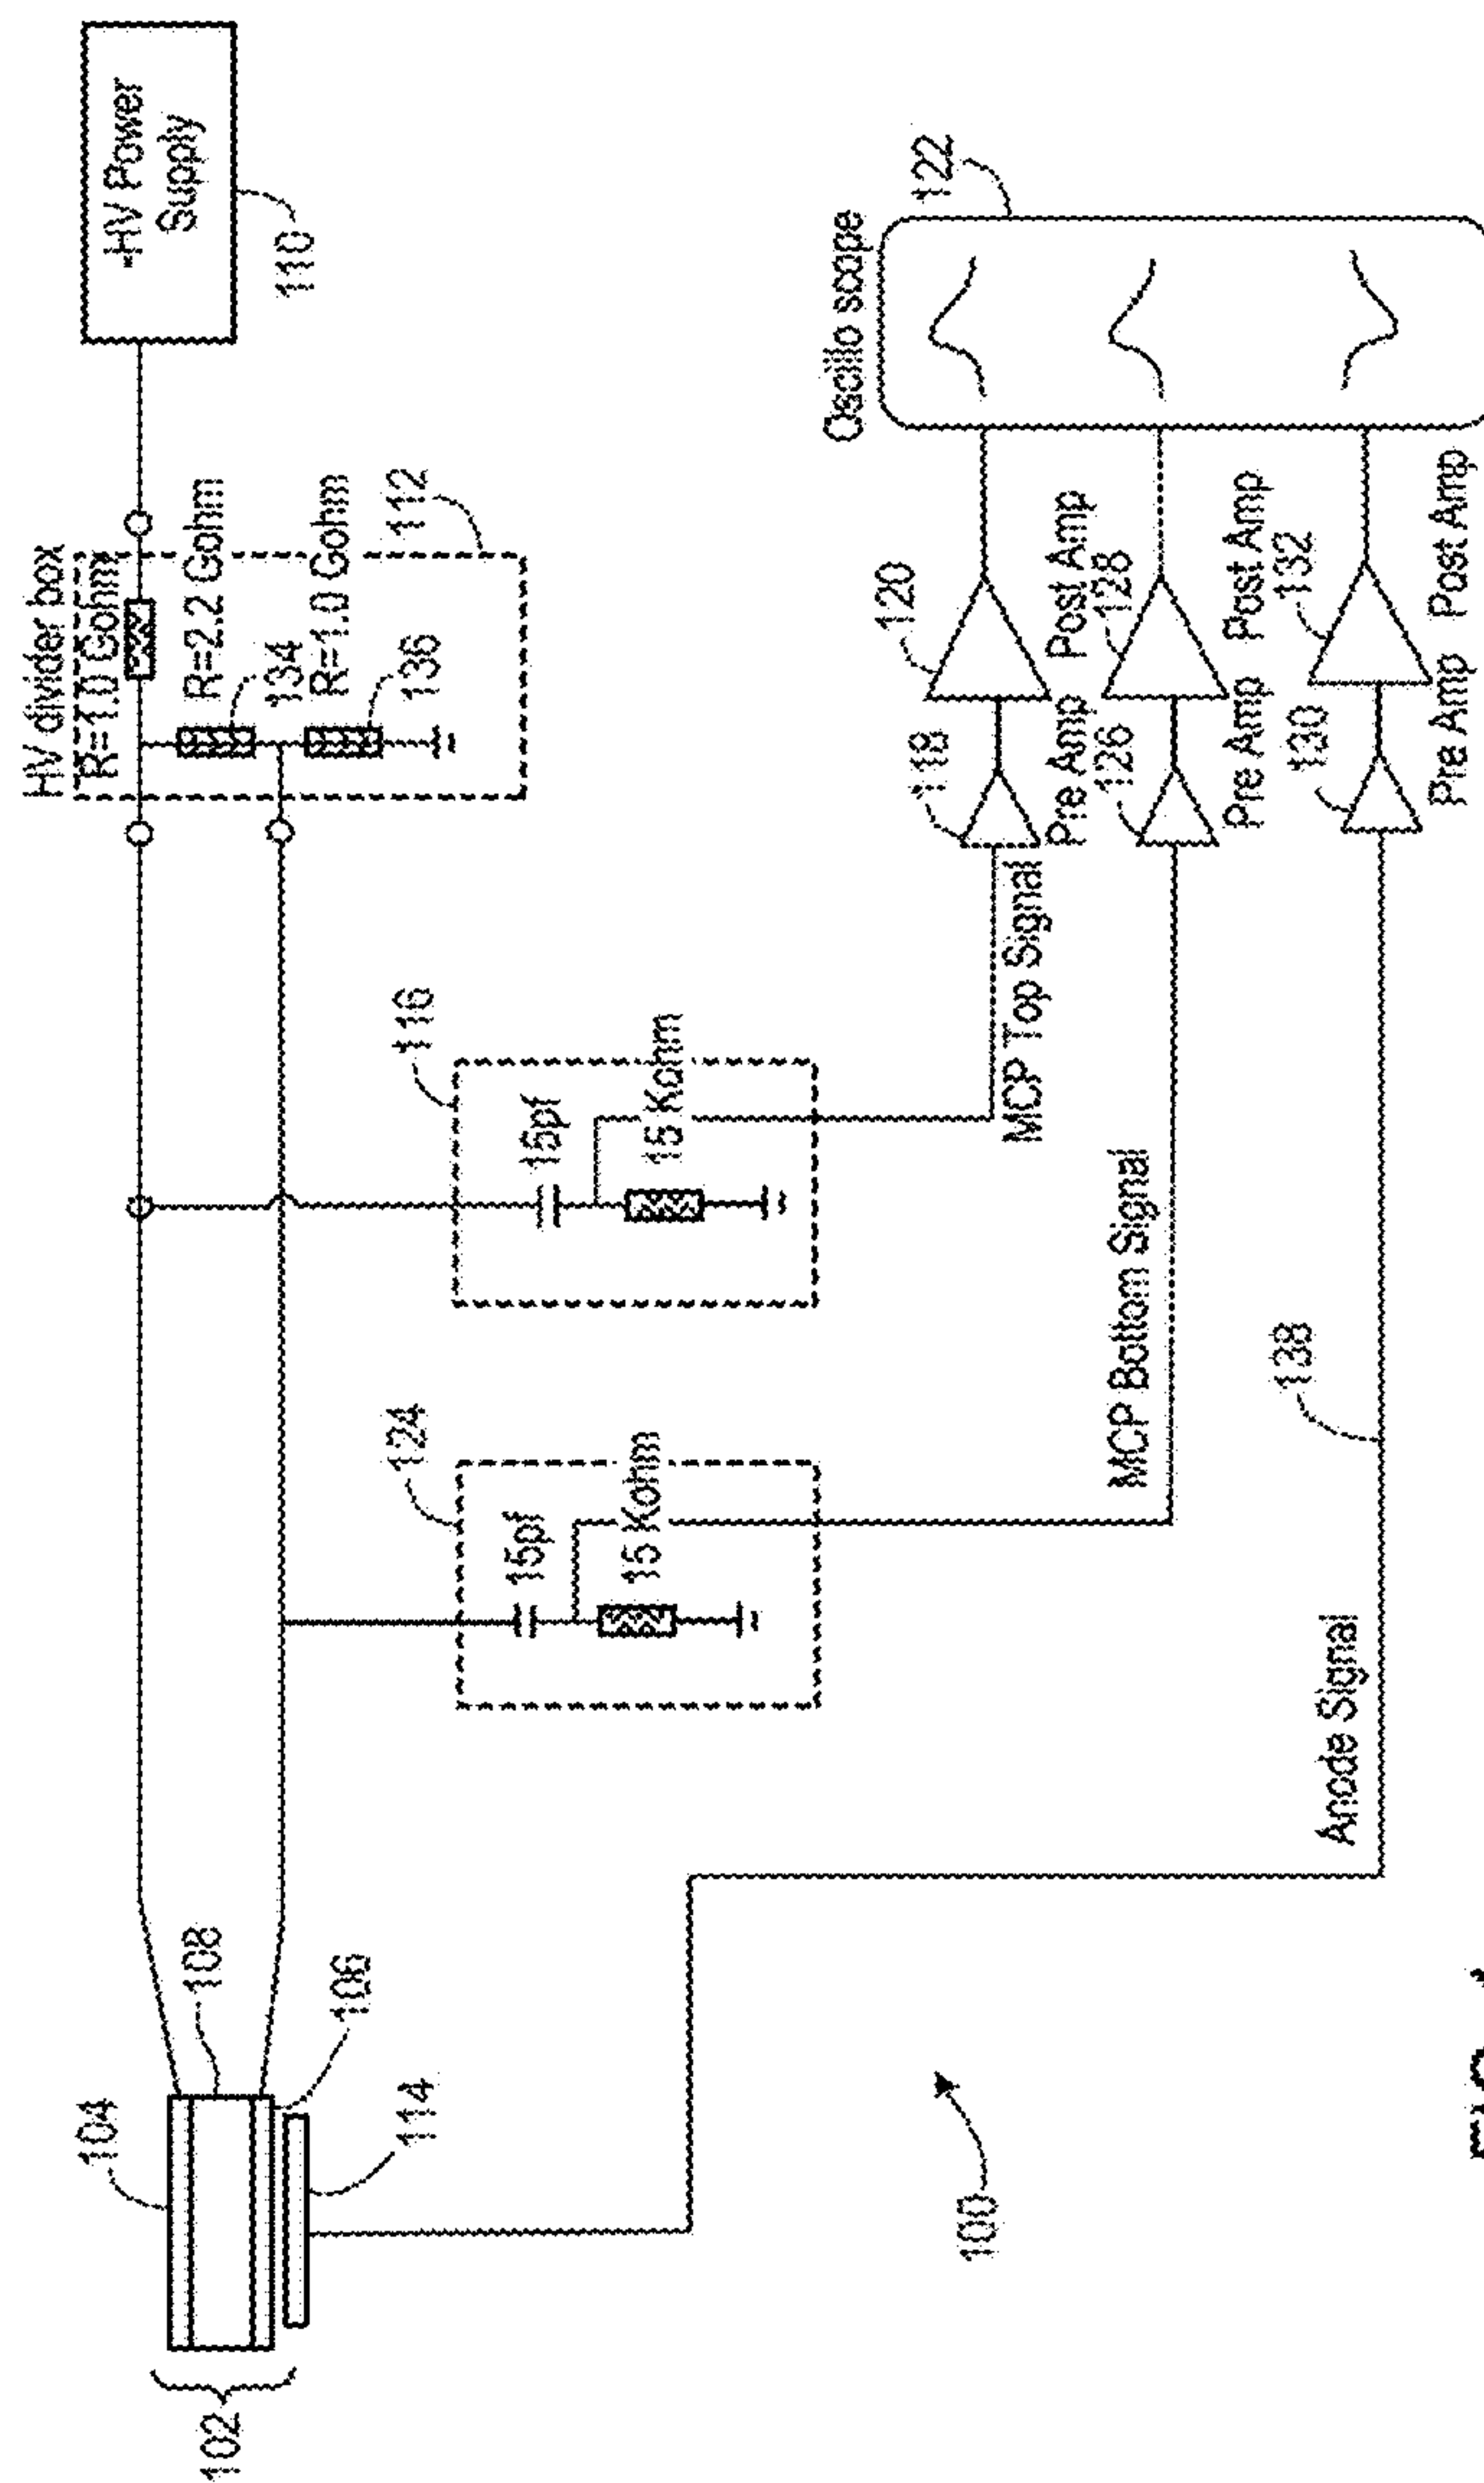 HV divider box
R=1.0 Gohm
-HV Power
Supply
110
104
108
106
114
102
R=2.2 Gohm
134
R=1.0 Gohm
136
112
124
15pf
15 Kohm
116
15pf
15 Kohm
Oscillo scope
122
118
120
Pre Amp
Post Amp
MCP Top Signal
126
128
Pre Amp
Post Amp
MCP Bottom Signal
130
132
Pre Amp
Post Amp
138
Anode Signal
100